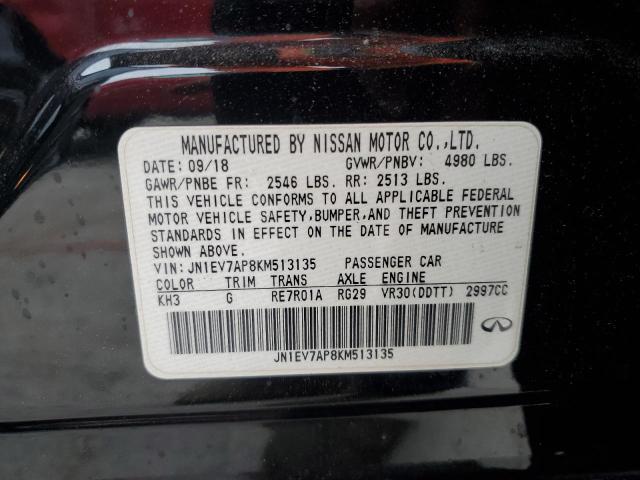 MANUFACTURED BY NISSAN MOTOR CO.,LTD.
DATE: 09/18 GVWR/PNBV: 4980 LBS.
GAWR/PNBE FR: 2546 LBS. RR: 2513 LBS.
THIS VEHICLE CONFORMS TO ALL APPLICABLE FEDERAL
MOTOR VEHICLE SAFETY,BUMPER,AND THEFT PREVENTION
STANDARDS IN EFFECT ON THE DATE OF MANUFACTURE
SHOWN ABOVE.
VIN: JN1EV7AP8KM513135 PASSENGER CAR
COLOR TRIM TRANS AXLE ENGINE
KH3 G RE7R01A RG29 VR30(DDTT) 2997CC
JN1EV7AP8KM513135